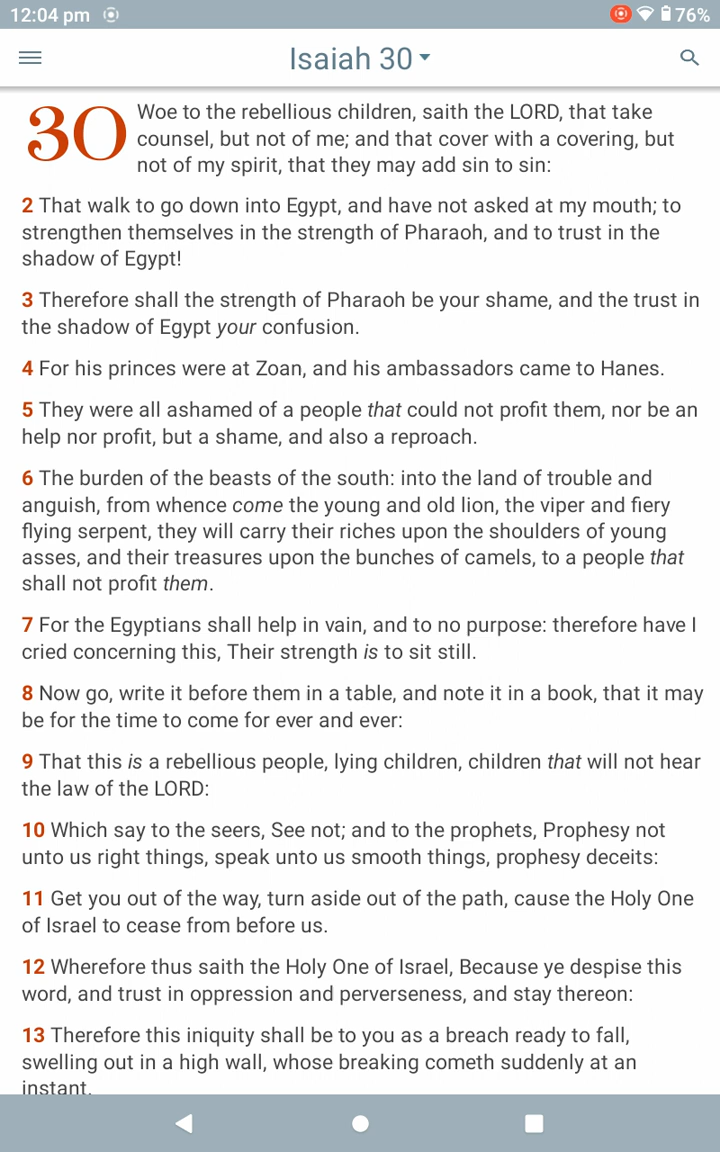 12:04 pm 76%
Isaiah 30
30 Woe to the rebellious children, saith the LORD, that take
counsel, but not of me; and that cover with a covering, but
not of my spirit, that they may add sin to sin:
2 That walk to go down into Egypt, and have not asked at my mouth; to
strengthen themselves in the strength of Pharaoh, and to trust in the
shadow of Egypt!
3 Therefore shall the strength of Pharaoh be your shame, and the trust in
the shadow of Egypt your confusion.
4 For his princes were at Zoan, and his ambassadors came to Hanes.
5 They were all ashamed of a people that could not profit them, nor be an
help nor profit, but a shame, and also a reproach.
6 The burden of the beasts of the south: into the land of trouble and
anguish, from whence come the young and old lion, the viper and fiery
flying serpent, they will carry their riches upon the shoulders of young
asses, and their treasures upon the bunches of camels, to a people that
shall not profit them.
7 For the Egyptians shall help in vain, and to no purpose: therefore have I
cried concerning this, Their strength is to sit still.
8 Now go, write it before them in a table, and note it in a book, that it may
be for the time to come for ever and ever:
9 That this is a rebellious people, lying children, children that will not hear
the law of the LORD:
10 Which say to the seers, See not; and to the prophets, Prophesy not
unto us right things, speak unto us smooth things, prophesy deceits:
11 Get you out of the way, turn aside out of the path, cause the Holy One
of Israel to cease from before us.
12 Wherefore thus saith the Holy One of Israel, Because ye despise this
word, and trust in oppression and perverseness, and stay thereon:
13 Therefore this iniquity shall be to you as a breach ready to fall,
swelling out in a high wall, whose breaking cometh suddenly at an
instant.